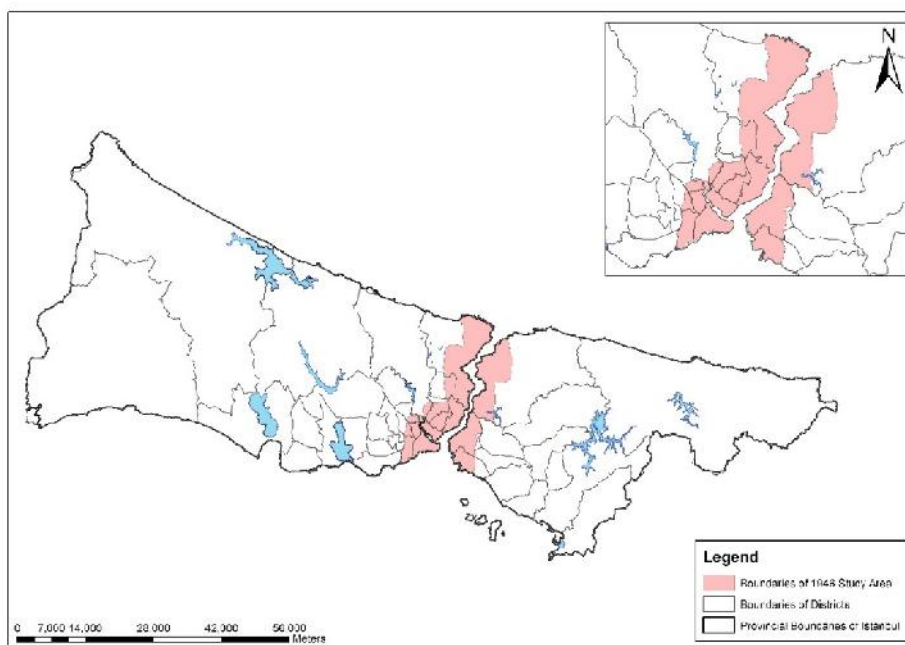 N
Legend
Boundaries of 1946 Study Area
Boundaries of Districts
Provincial Boundaries of Istanbul
0 7,000 14,000 28,000 42,000 56,000
Meters